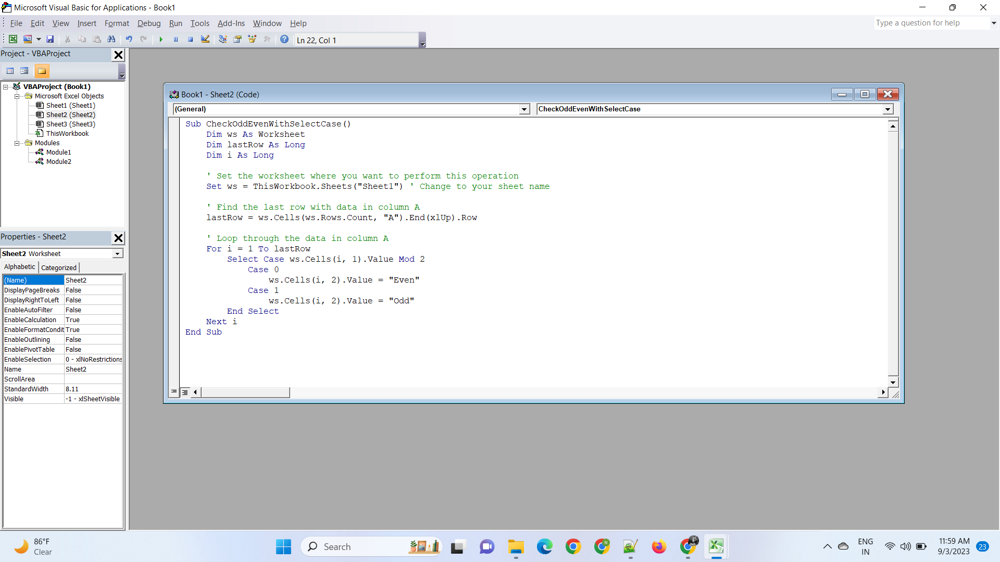 Microsoft Visual Basic for Applications - Book1
File Edit View Insert Format Debug Run Tools Add-Ins Window Help
Type a question for help
Ln 22, Col 1
Project - VBAProject
VBAProject (Book1)
Microsoft Excel Objects
Sheet1 (Sheet1)
Sheet2 (Sheet2)
Sheet3 (Sheet3)
ThisWorkbook
Modules
Module1
Module2
Properties - Sheet2
Sheet2 Worksheet
Alphabetic Categorized
(Name) Sheet2
DisplayPageBreaks False
DisplayRightToLeft False
EnableAutoFilter False
EnableCalculation True
EnableFormatCondit True
EnableOutlining False
EnablePivotTable False
EnableSelection 0 - xlNoRestrictions
Name Sheet2
ScrollArea
StandardWidth 8.11
Visible -1 - xlSheetVisible
Book1 - Sheet2 (Code)
(General) CheckOddEvenWithSelectCase
Sub CheckOddEvenWithSelectCase()
    Dim ws As Worksheet
    Dim lastRow As Long
    Dim i As Long
    ' Set the worksheet where you want to perform this operation
    Set ws = ThisWorkbook.Sheets("Sheet1") ' Change to your sheet name
    ' Find the last row with data in column A
    lastRow = ws.Cells(ws.Rows.Count, "A").End(xlUp).Row
    ' Loop through the data in column A
    For i = 1 To lastRow
        Select Case ws.Cells(i, 1).Value Mod 2
            Case 0
                ws.Cells(i, 2).Value = "Even"
            Case 1
                ws.Cells(i, 2).Value = "Odd"
        End Select
    Next i
End Sub
86°F
Clear
Search
N
ENG
IN
11:59 AM
9/3/2023
23